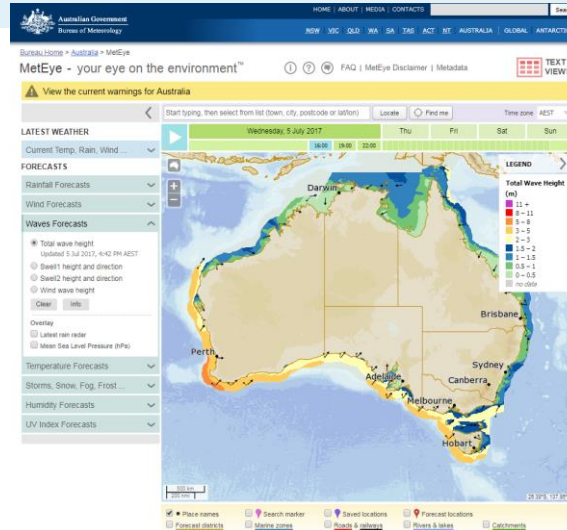 HOME | ABOUT | MEDIA | CONTACTS
Australian Government
Bureau of Meteorology
NSW VIC QLD WA SA TAS ACT NT AUSTRALIA | GLOBAL ANTARCTI
Bureau Home > Australia > MetEye
MetEye - your eye on the environment™
FAQ | MetEye Disclaimer | Metadata
TEXT
VIEWS
View the current warnings for Australia
Start typing, then select from list (town, city, postcode or lat/lon)
Locate
Find me
Time zone AEST
LATEST WEATHER
Current Temp, Rain, Wind ...
FORECASTS
Rainfall Forecasts
Wind Forecasts
Waves Forecasts
Total wave height
Updated 5 Jul 2017, 4:42 PM AEST
Swell1 height and direction
Swell2 height and direction
Wind wave height
Clear
Info
Overlay
Latest rain radar
Mean Sea Level Pressure (hPa)
Temperature Forecasts
Storms, Snow, Fog, Frost ...
Humidity Forecasts
UV Index Forecasts
Wednesday, 5 July 2017
Thu
Fri
Sat
Sun
16:00 19:00 22:00
LEGEND
Total Wave Height
(m)
11 +
8 - 11
5 - 8
3 - 5
2 - 3
1.5 - 2
1 - 1.5
0.5 - 1
0 - 0.5
no data
Darwin
Brisbane
Perth
Sydney
Adelaide
Canberra
Melbourne
Hobart
500 km
Place names
Search marker
Saved locations
Forecast locations
Forecast districts
Marine zones
Roads & railways
Rivers & lakes
Catchments